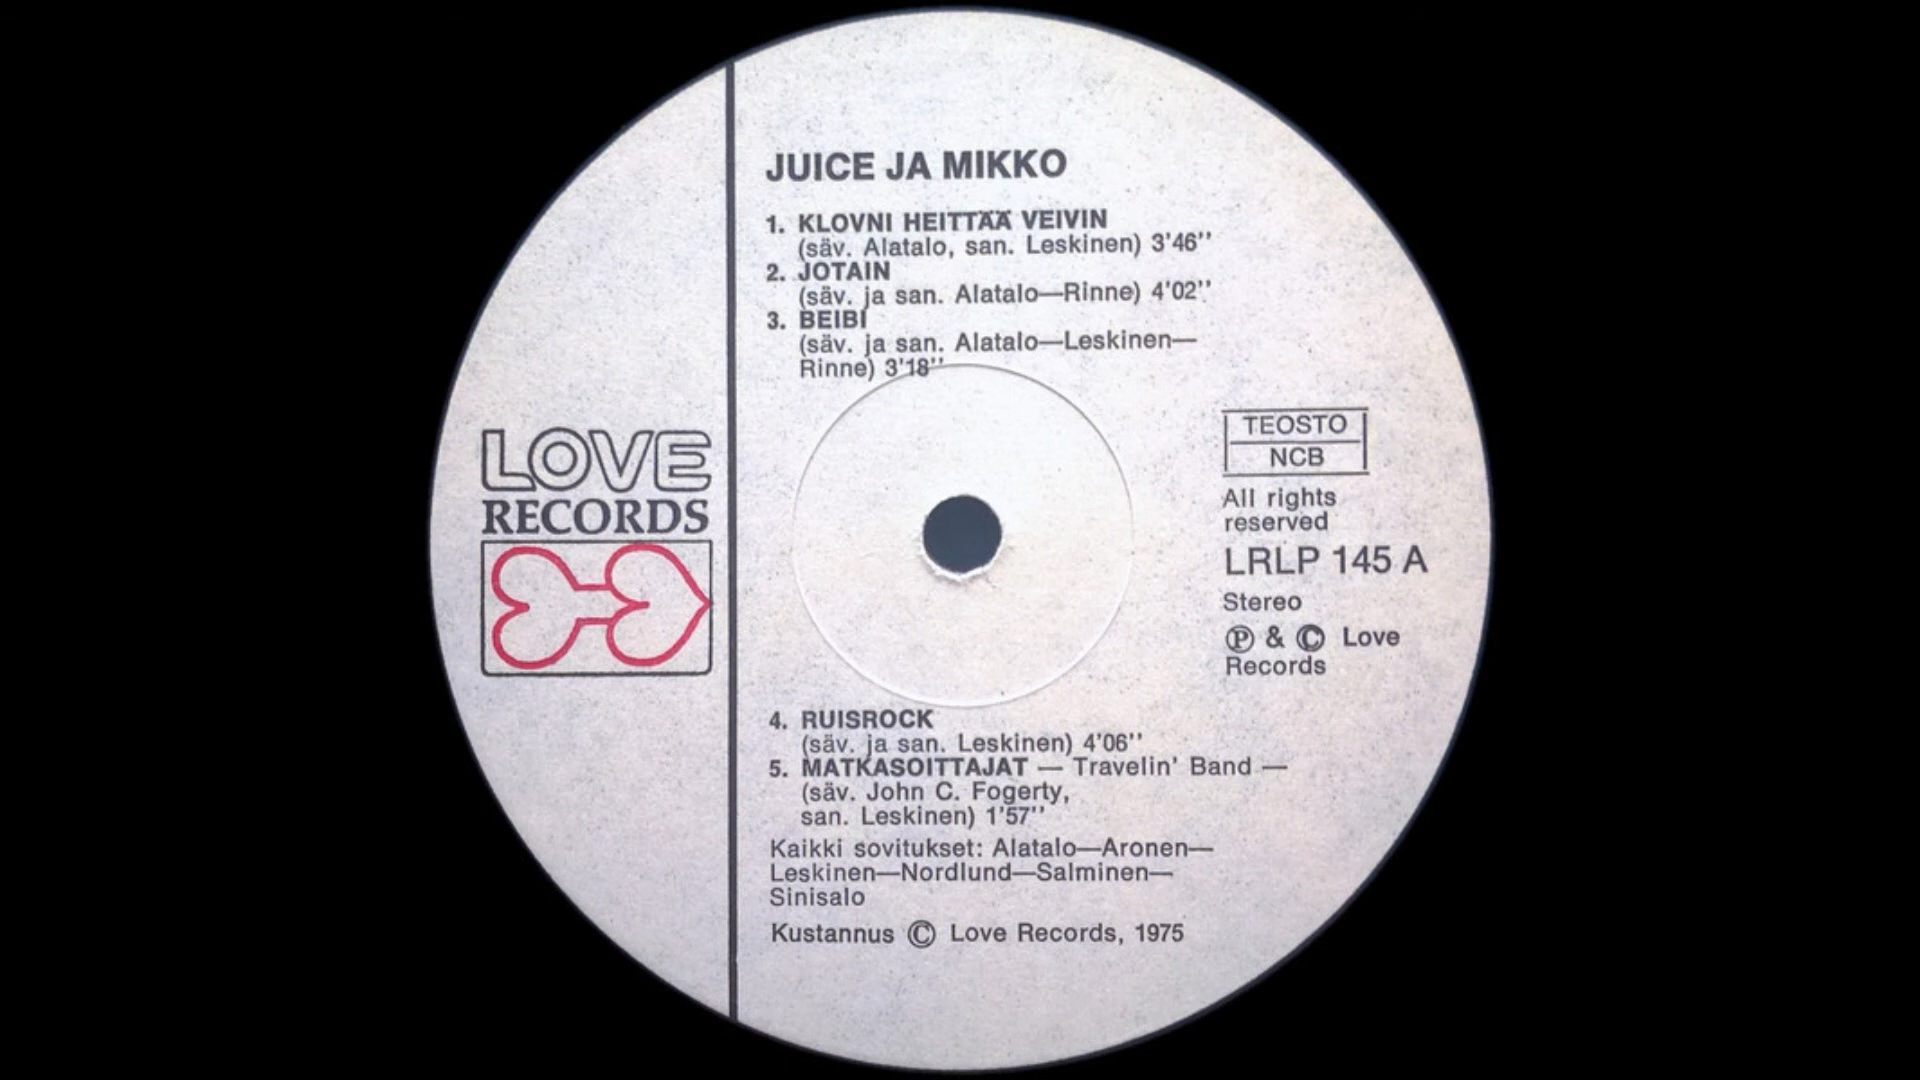 JUICE JA MIKKO
1. KLOVNI HEITTÄÄ VEIVIN
(säv. Alatalo, san. Leskinen) 3'46''
2. JOTAIN
(säv. ja san. Alatalo—Rinne) 4'02''
3. BEIBI
(säv. ja san. Alatalo—Leskinen—
Rinne) 3'18''
LOVE
RECORDS
TEOSTO
NCB
All rights
reserved
LRLP 145 A
Stereo
Ⓟ & © Love
Records
4. RUISROCK
(säv. ja san. Leskinen) 4'06''
5. MATKASOITTAJAT — Travelin' Band —
(säv. John C. Fogerty,
san. Leskinen) 1'57''
Kaikki sovitukset: Alatalo—Aronen—
Leskinen—Nordlund—Salminen—
Sinisalo
Kustannus © Love Records, 1975